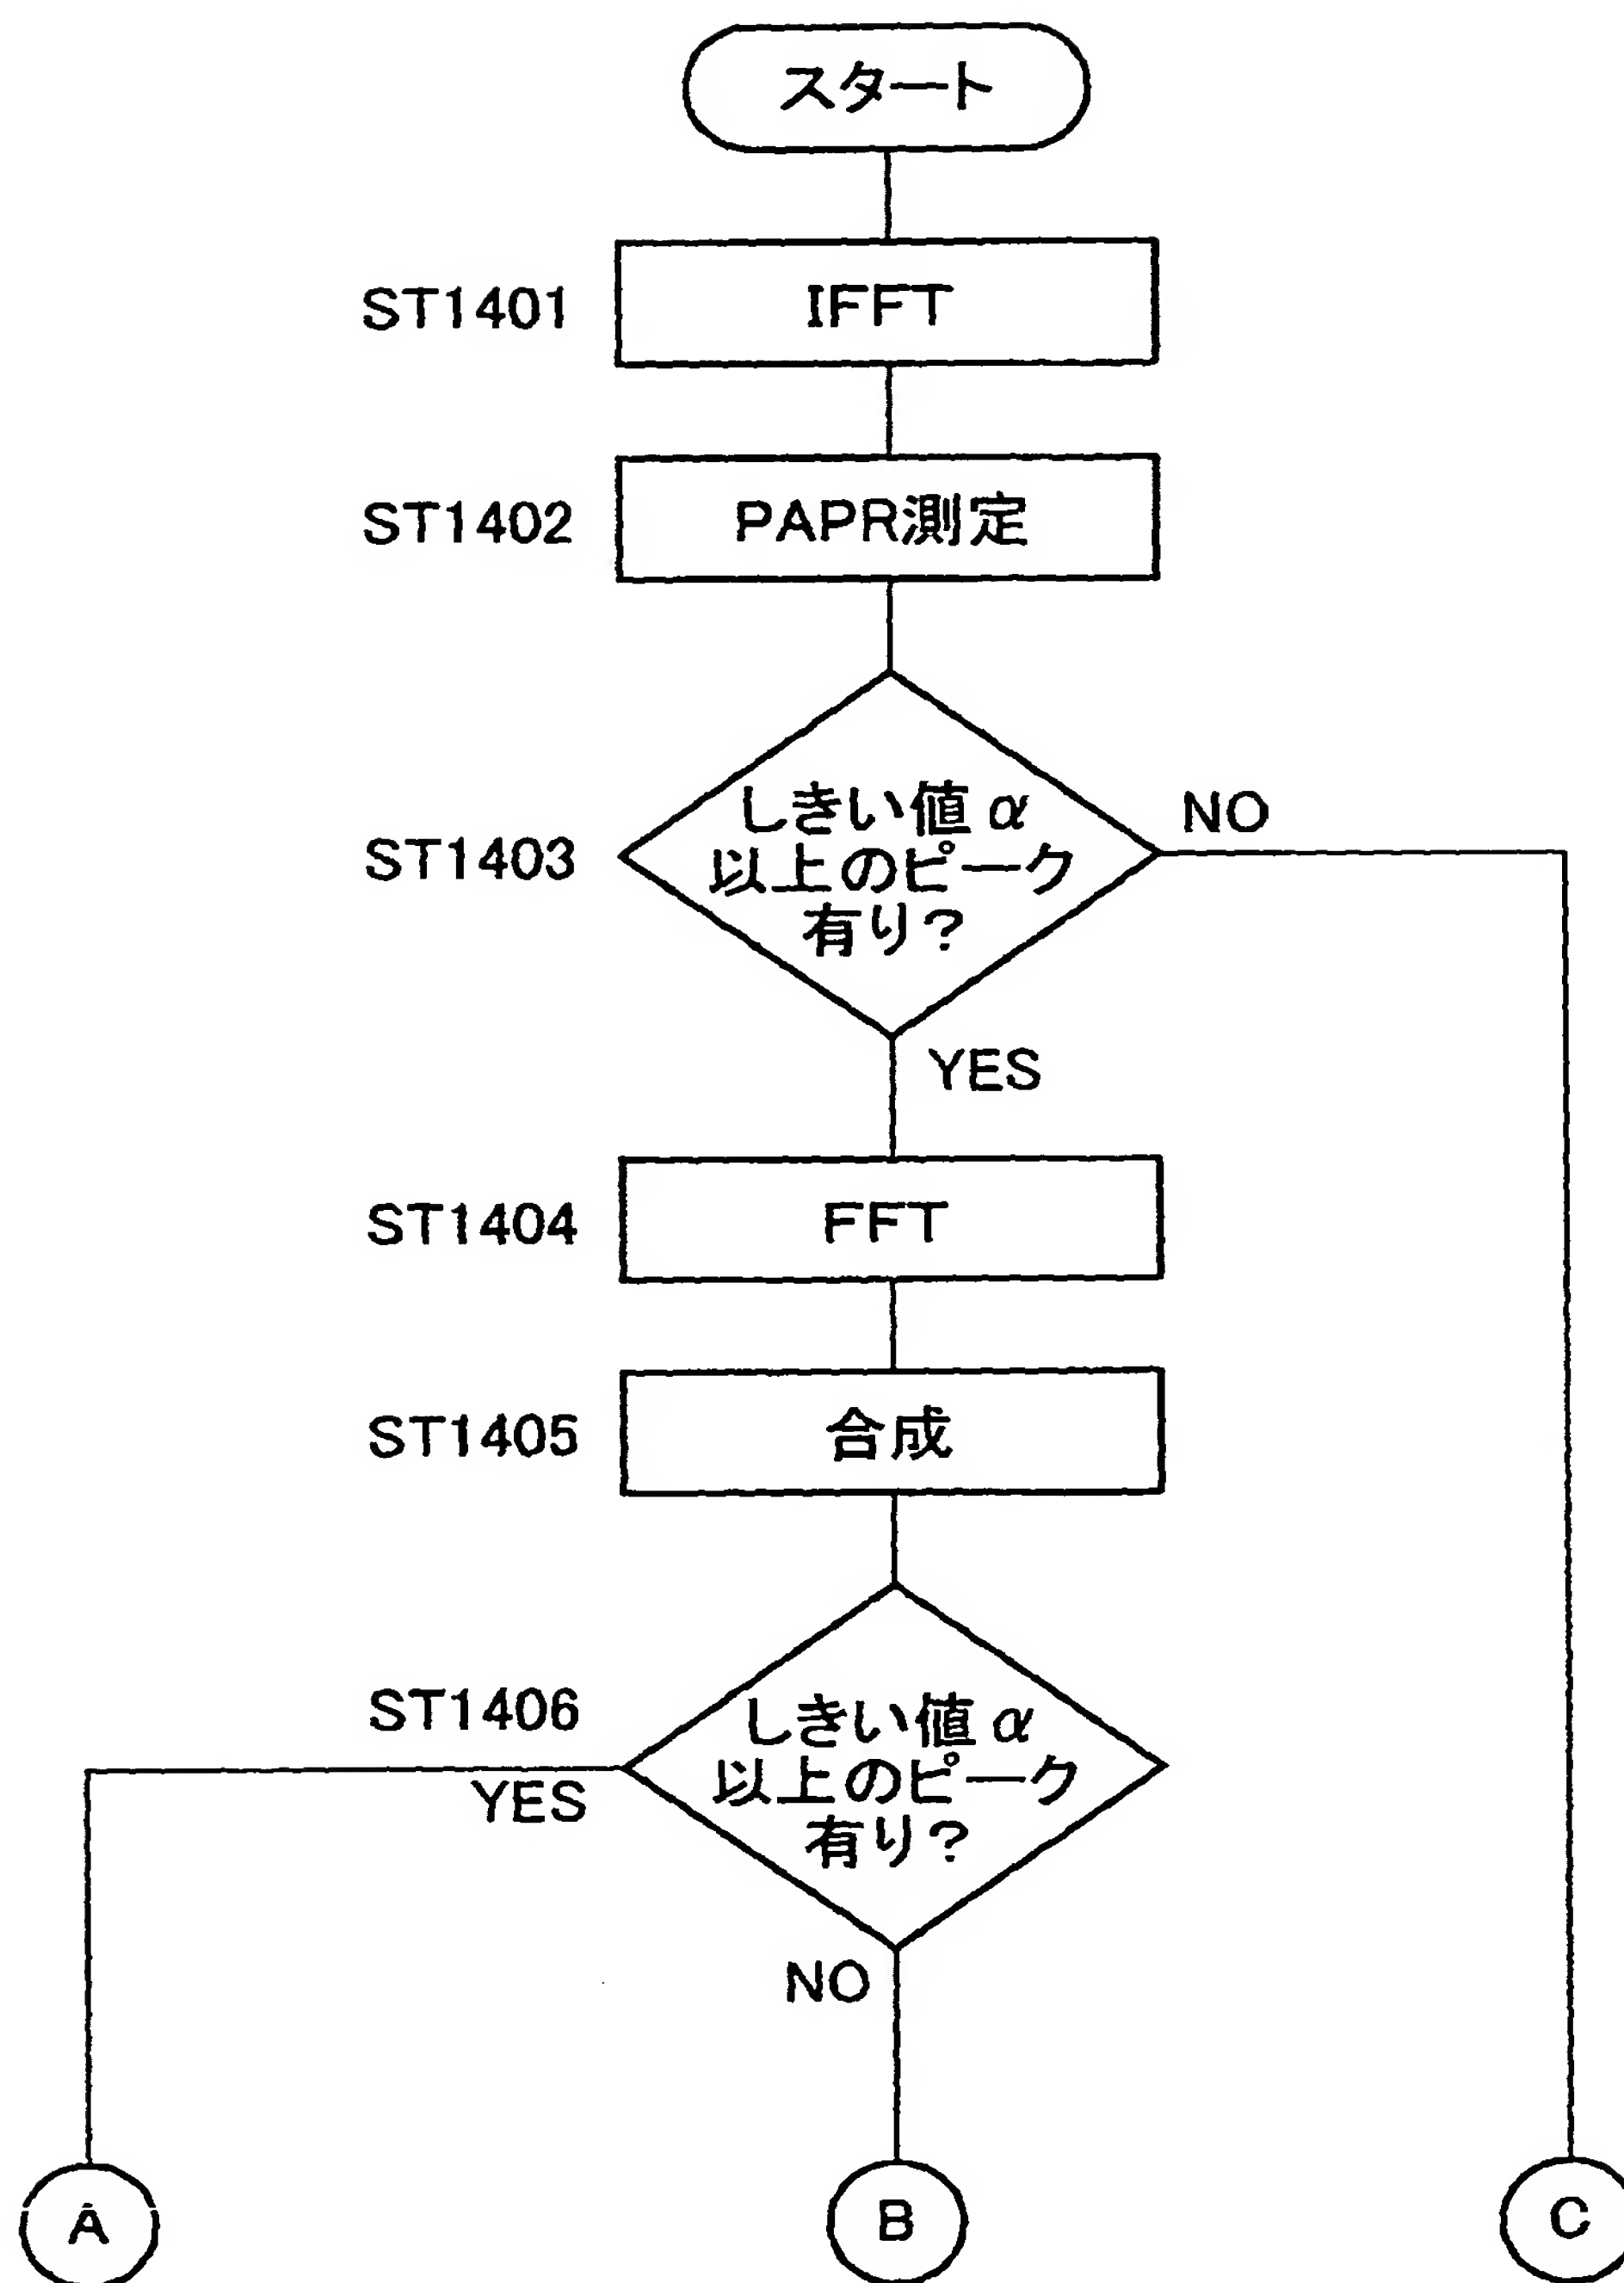 スタート
ST1401
IFFT
ST1402
PAPR測定
ST1403
しきい値α
以上のピーク
有り?
NO
YES
ST1404
FFT
ST1405
合成
ST1406
しきい値α
以上のピーク
有り?
YES
NO
A
B
C